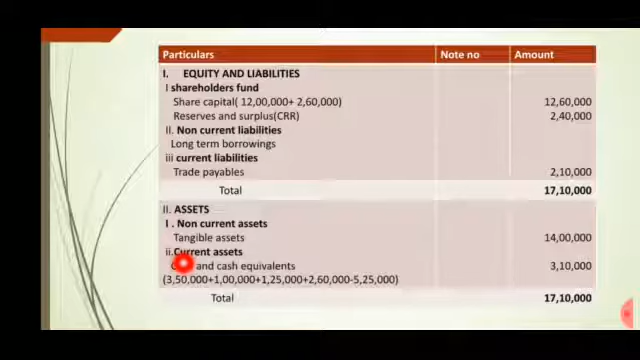 Particulars Note no Amount
I. EQUITY AND LIABILITIES
I shareholders fund
Share capital( 12,00,000+ 2,60,000) 12,60,000
Reserves and surplus(CRR) 2,40,000
II. Non current liabilities
Long term borrowings
iii current liabilities
Trade payables 2,10,000
Total 17,10,000
II. ASSETS
I . Non current assets
Tangible assets 14,00,000
ii.Current assets
and cash equivalents 3,10,000
(3,50,000+1,00,000+1,25,000+2,60,000-5,25,000)
Total 17,10,000